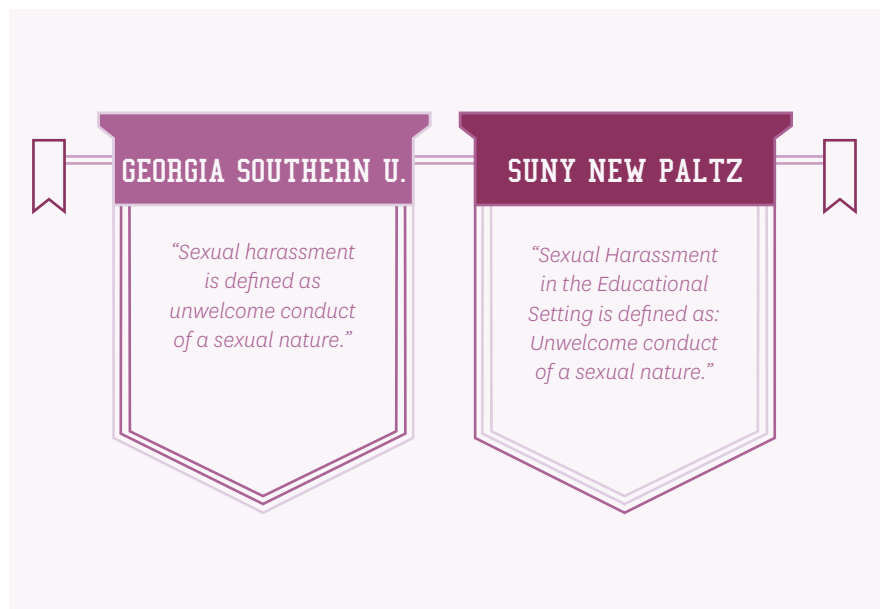 GEORGIA SOUTHERN U.
“Sexual harassment
is defined as
unwelcome conduct
of a sexual nature.”
SUNY NEW PALTZ
“Sexual Harassment
in the Educational
Setting is defined as:
Unwelcome conduct
of a sexual nature.”